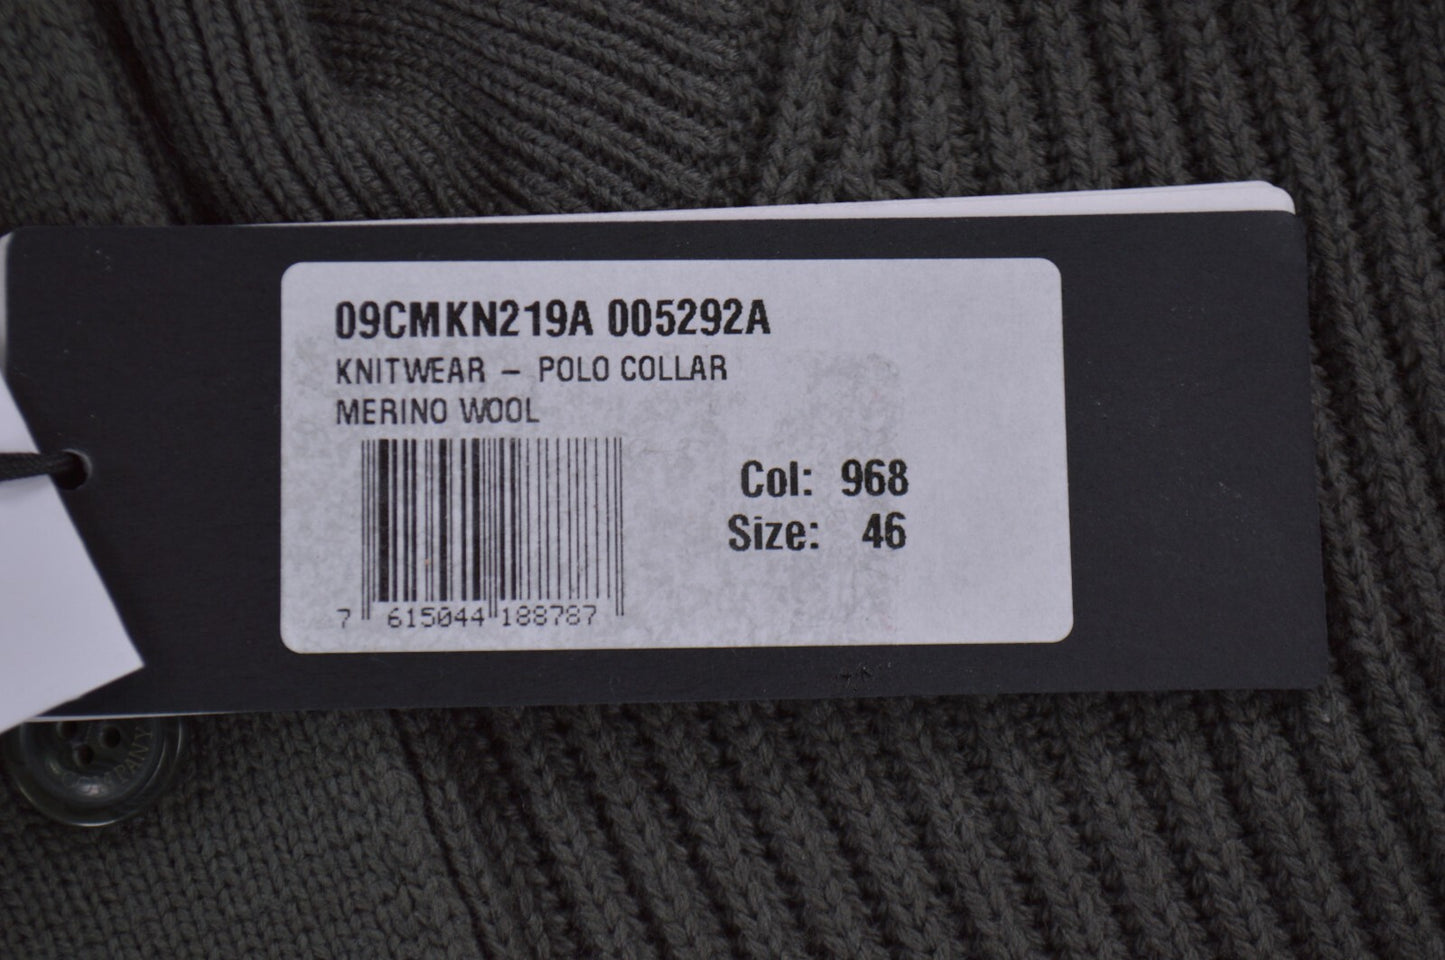 09CMKN219A 005292A
KNITWEAR – POLO COLLAR
MERINO WOOL
Col: 968
Size: 46
7 615044 188787